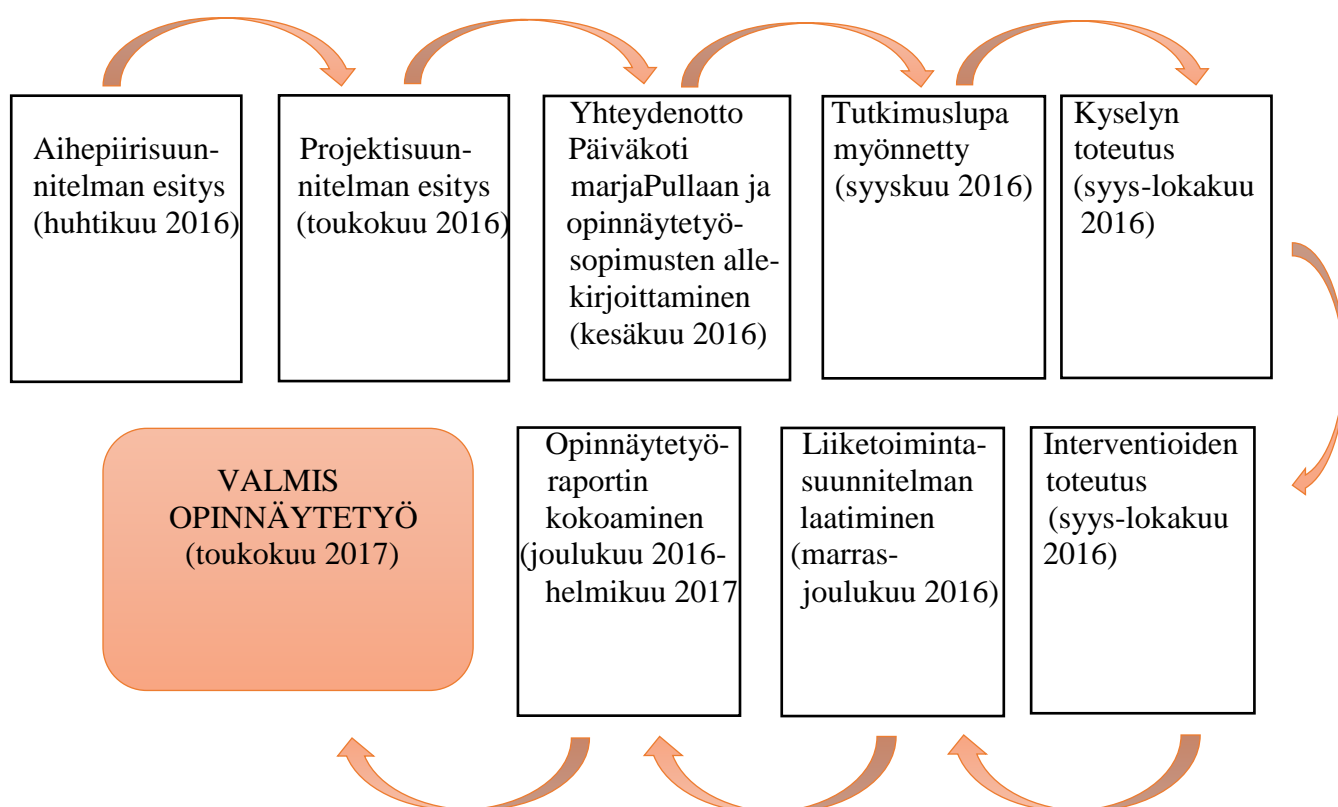 Aihepiirisuun-
nitelman esitys
(huhtikuu 2016)
Projektisuun-
nitelman esitys
(toukokuu 2016)
Yhteydenotto
Päiväkoti
marjaPullaan ja
opinnäytetyö-
sopimusten alle-
kirjoittaminen
(kesäkuu 2016)
Tutkimuslupa
myönnetty
(syyskuu 2016)
Kyselyn
toteutus
(syys-lokakuu
2016)
Interventioiden
toteutus
(syys-lokakuu
2016)
Liiketoiminta-
suunnitelman
laatiminen
(marras-
joulukuu 2016)
Opinnäytetyö-
raportin
kokoaminen
(joulukuu 2016-
helmikuu 2017
VALMIS
OPINNÄYTETYÖ
(toukokuu 2017)